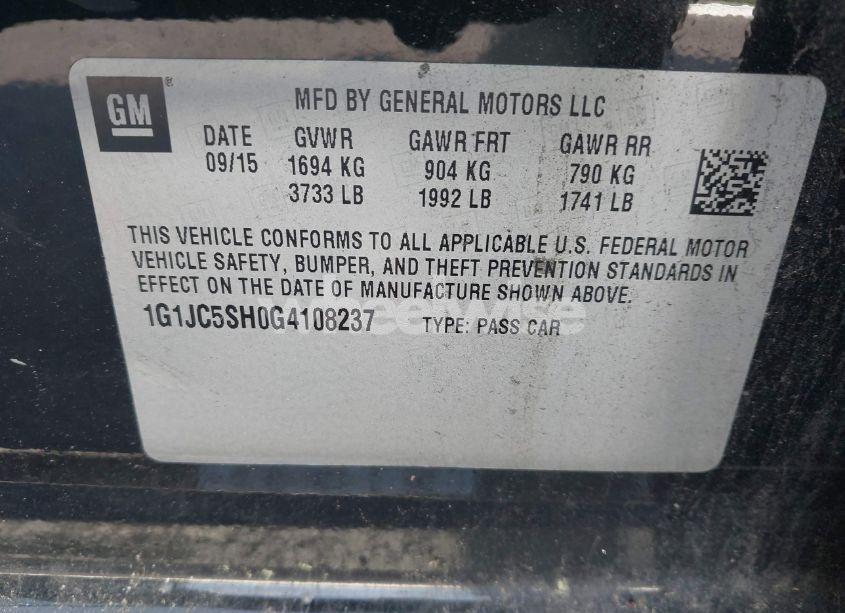 GM
MFD BY GENERAL MOTORS LLC
DATE GVWR GAWR FRT GAWR RR
09/15 1694 KG 904 KG 790 KG
3733 LB 1992 LB 1741 LB
THIS VEHICLE CONFORMS TO ALL APPLICABLE U.S. FEDERAL MOTOR
VEHICLE SAFETY, BUMPER, AND THEFT PREVENTION STANDARDS IN
EFFECT ON THE DATE OF MANUFACTURE SHOWN ABOVE.
WheelWise
1G1JC5SH0G4108237 TYPE: PASS CAR